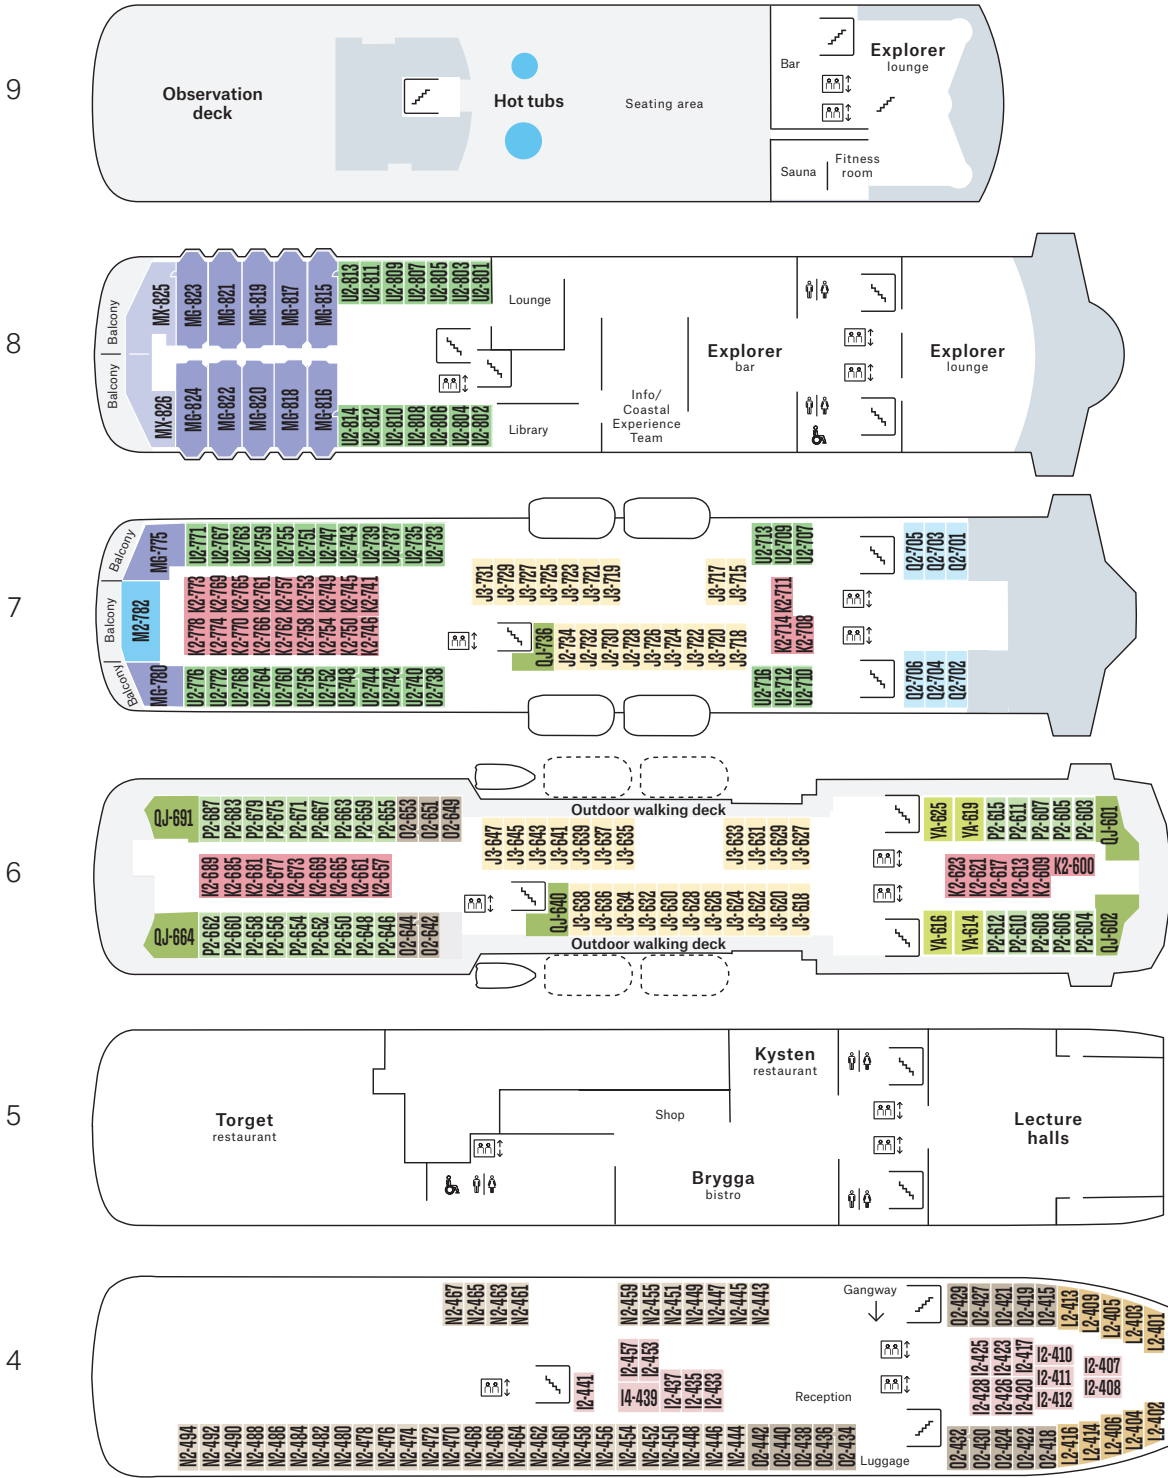 9
Observation
deck
Hot tubs
Seating area
Bar
Explorer
lounge
Sauna
Fitness
room
8
Balcony
Balcony
MX-825
MG-823
MG-821
MG-819
MG-817
MG-815
U2-813
U2-811
U2-809
U2-807
U2-805
U2-803
U2-801
MX-826
MG-824
MG-822
MG-820
MG-818
MG-816
U2-814
U2-812
U2-810
U2-808
U2-806
U2-804
U2-802
Lounge
Library
Info/
Coastal
Experience
Team
Explorer
bar
Explorer
lounge
7
Balcony
Balcony
Balcony
MG-775
M2-782
MG-780
U2-771
U2-767
U2-763
U2-759
U2-755
U2-751
U2-747
U2-743
U2-739
U2-737
U2-735
U2-733
K2-773
K2-769
K2-765
K2-761
K2-757
K2-753
K2-749
K2-745
K2-741
K2-778
K2-774
K2-770
K2-766
K2-762
K2-758
K2-754
K2-750
K2-746
U2-776
U2-772
U2-768
U2-764
U2-760
U2-756
U2-752
U2-748
U2-744
U2-742
U2-740
U2-738
J3-731
J3-729
J3-727
J3-725
J3-723
J3-721
J3-719
J3-717
J3-715
QJ-736
J2-734
J2-732
J2-730
J2-728
J3-726
J3-724
J3-722
J3-720
J3-718
U2-713
U2-709
U2-707
K2-711
K2-714
K2-708
U2-716
U2-712
U2-710
Q2-705
Q2-703
Q2-701
Q2-706
Q2-704
Q2-702
6
Outdoor walking deck
QJ-691
P2-687
P2-683
P2-679
P2-675
P2-671
P2-667
P2-663
P2-659
P2-655
O2-653
O2-651
O2-649
K2-689
K2-685
K2-681
K2-677
K2-673
K2-669
K2-665
K2-661
K2-657
QJ-664
P2-662
P2-660
P2-658
P2-656
P2-654
P2-652
P2-650
P2-648
P2-646
O2-644
O2-642
J3-647
J3-645
J3-643
J3-641
J3-639
J3-637
J3-635
J3-633
J3-631
J3-629
J3-627
QJ-640
J3-638
J3-636
J3-634
J3-632
J3-630
J3-628
J3-626
J3-624
J3-622
J3-620
J3-618
Outdoor walking deck
YA-625
YA-619
P2-615
P2-611
P2-607
P2-605
P2-603
QJ-601
K2-623
K2-621
K2-617
K2-613
K2-609
K2-600
YA-616
YA-614
P2-612
P2-610
P2-608
P2-606
P2-604
QJ-602
5
Torget
restaurant
Shop
Kysten
restaurant
Brygga
bistro
Lecture
halls
4
N2-467
N2-465
N2-463
N2-461
N2-459
N2-455
N2-451
N2-449
N2-447
N2-445
N2-443
I2-457
I2-453
I2-441
I4-439
I2-437
I2-435
I2-433
N2-494
N2-492
N2-490
N2-488
N2-486
N2-484
N2-482
N2-480
N2-478
N2-476
N2-474
N2-472
N2-470
N2-468
N2-466
N2-464
N2-462
N2-460
N2-458
N2-456
N2-454
N2-452
N2-450
N2-448
N2-446
N2-444
O2-442
O2-440
O2-438
O2-436
O2-434
Gangway
Reception
Luggage
O2-429
O2-427
O2-421
O2-419
O2-415
L2-413
L2-409
L2-405
L2-403
L2-401
I2-425
I2-423
I2-417
I2-410
I2-411
I2-412
I2-407
I2-408
I2-428
I2-426
I2-420
O2-432
O2-430
O2-424
O2-422
O2-418
L2-416
L2-414
L2-406
L2-404
L2-402